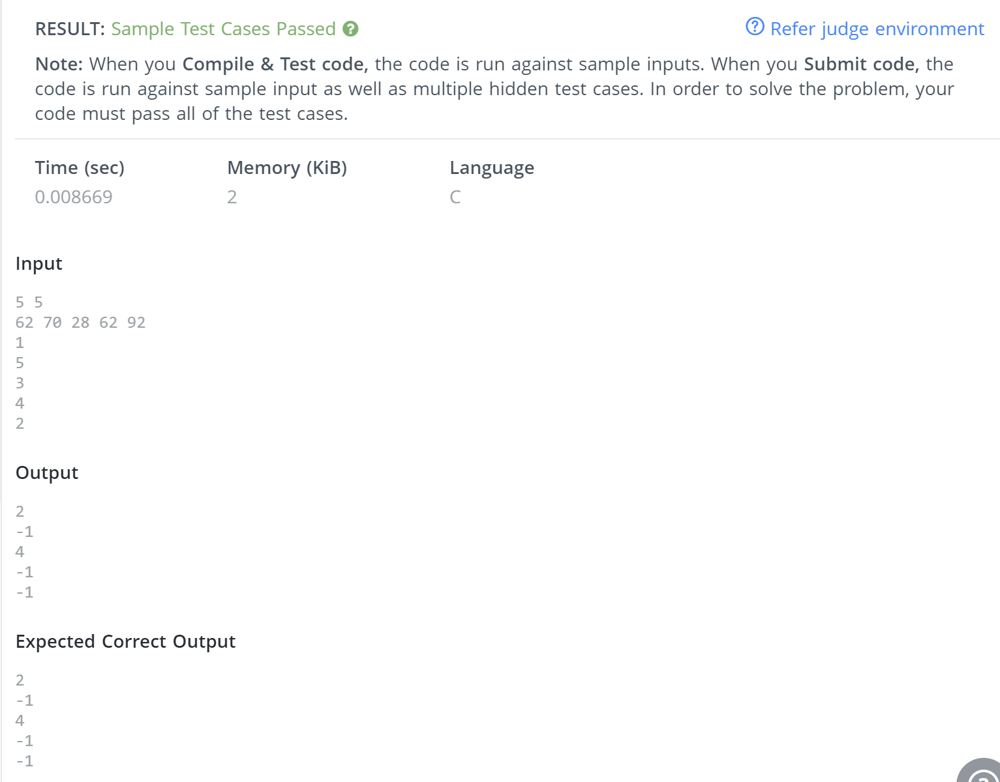 RESULT: Sample Test Cases Passed ?
? Refer judge environment
Note: When you Compile & Test code, the code is run against sample inputs. When you Submit code, the
code is run against sample input as well as multiple hidden test cases. In order to solve the problem, your
code must pass all of the test cases.
Time (sec) Memory (KiB) Language
0.008669 2 C
Input
5 5
62 70 28 62 92
1
5
3
4
2
Output
2
-1
4
-1
-1
Expected Correct Output
2
-1
4
-1
-1